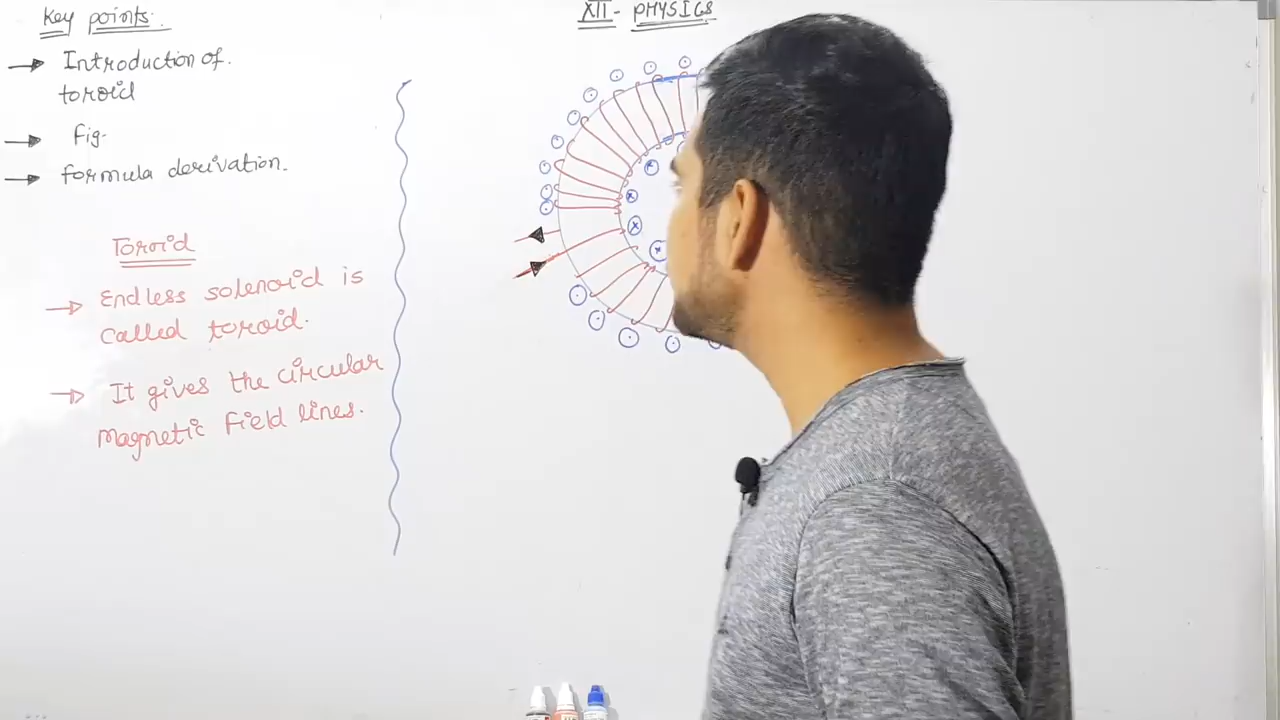 Key points:
→ Introduction of.
toroid
→ Fig-
→ formula derivation.
Toroid
→ Endless solenoid is
called toroid.
→ It gives the circular
Magnetic Field lines.
XII - PHYSICS